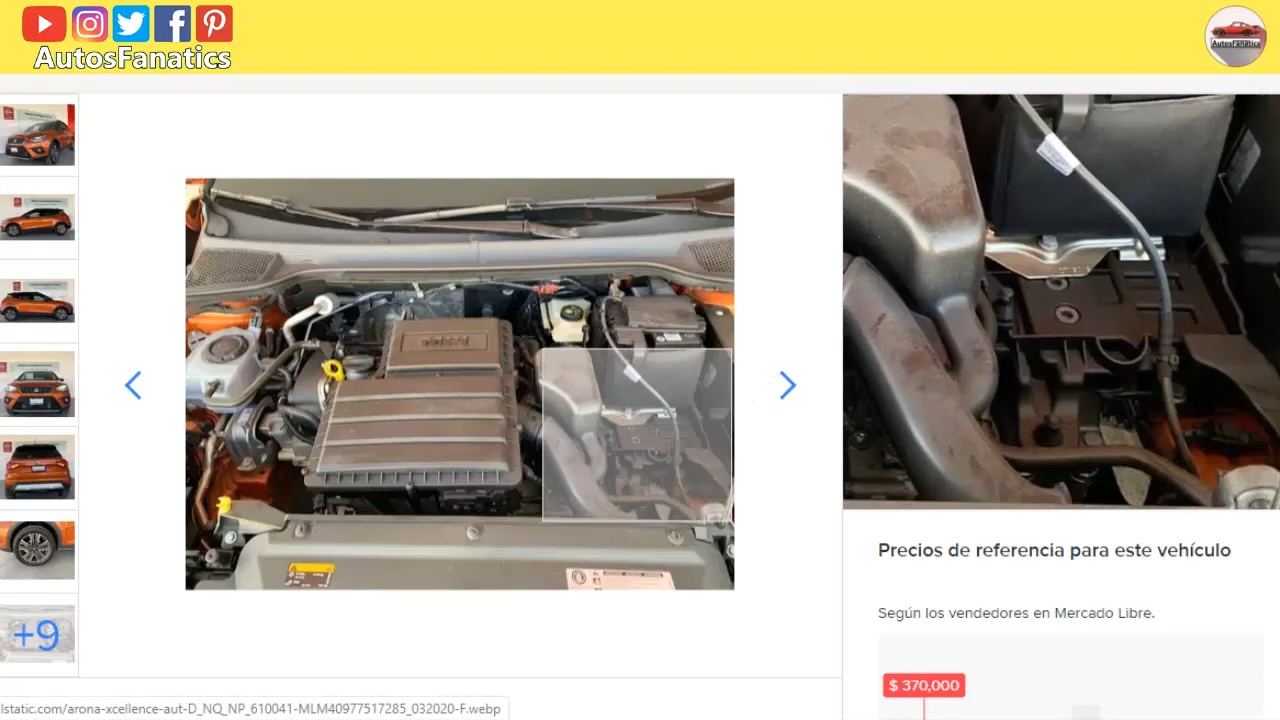 AutosFanatics
AutosFanatics
+9
Precios de referencia para este vehículo
Según los vendedores en Mercado Libre.
$ 370,000
lstatic.com/arona-xcellence-aut-D_NQ_NP_610041-MLM40977517285_032020-F.webp